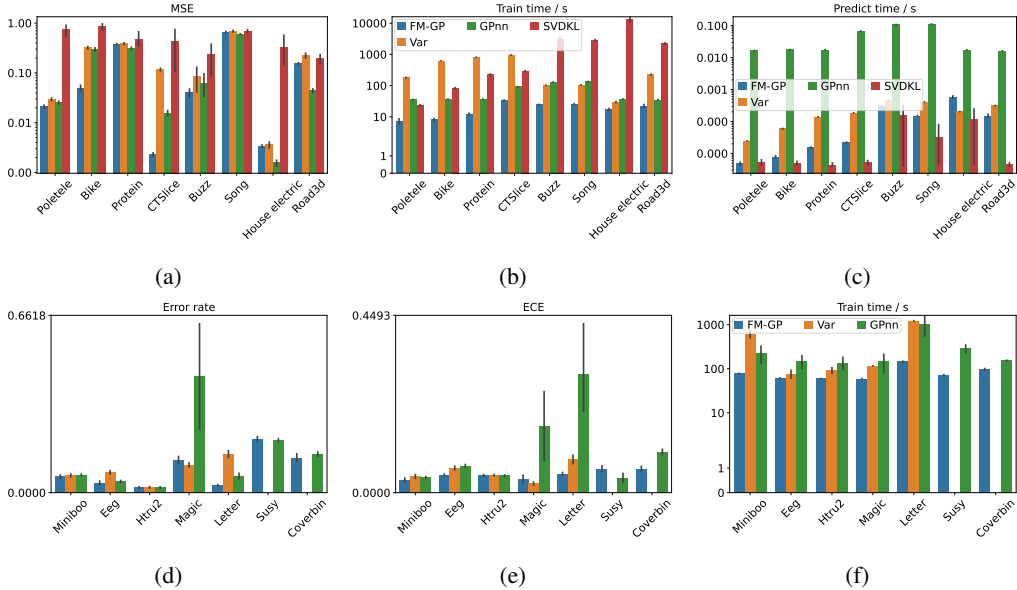 MSE
1.00
0.10
0.01
0.00
Poletele
Bike
Protein
CTSlice
Buzz
Song
House electric
Road3d
(a)
Train time / s
FM-GP
Var
GPnn
SVDKL
10000
1000
100
10
1
0
Poletele
Bike
Protein
CTSlice
Buzz
Song
House electric
Road3d
(b)
Predict time / s
FM-GP
Var
GPnn
SVDKL
0.100
0.010
0.001
0.000
0.000
Poletele
Bike
Protein
CTSlice
Buzz
Song
House electric
Road3d
(c)
Error rate
0.6618
0.0000
Miniboo
Eeg
Htru2
Magic
Letter
Susy
Coverbin
(d)
ECE
0.4493
0.0000
Miniboo
Eeg
Htru2
Magic
Letter
Susy
Coverbin
(e)
Train time / s
FM-GP
Var
GPnn
1000
100
10
1
0
Miniboo
Eeg
Htru2
Magic
Letter
Susy
Coverbin
(f)